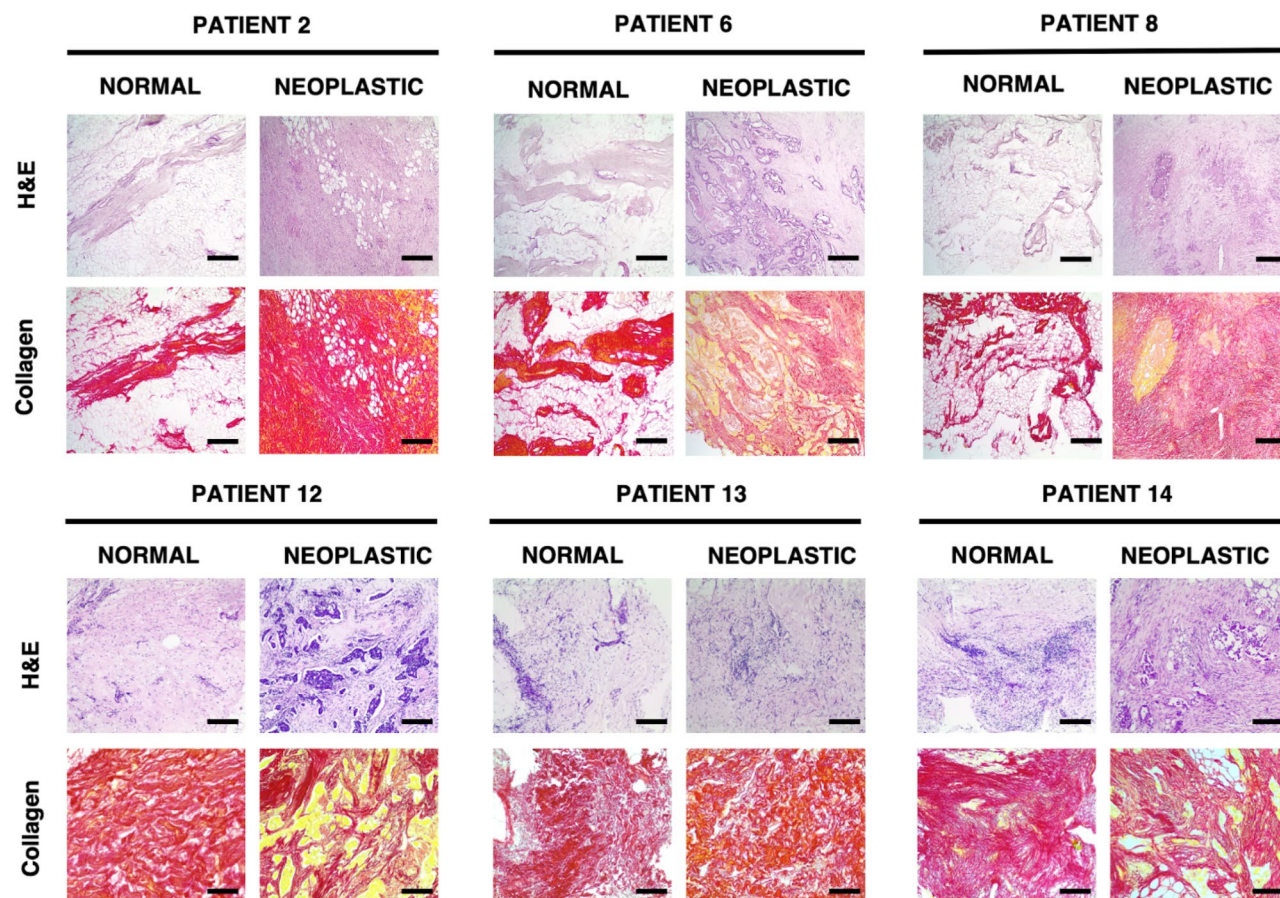 PATIENT 2 PATIENT 6 PATIENT 8
NORMAL NEOPLASTIC NORMAL NEOPLASTIC NORMAL NEOPLASTIC
H&E
Collagen
PATIENT 12 PATIENT 13 PATIENT 14
NORMAL NEOPLASTIC NORMAL NEOPLASTIC NORMAL NEOPLASTIC
H&E
Collagen